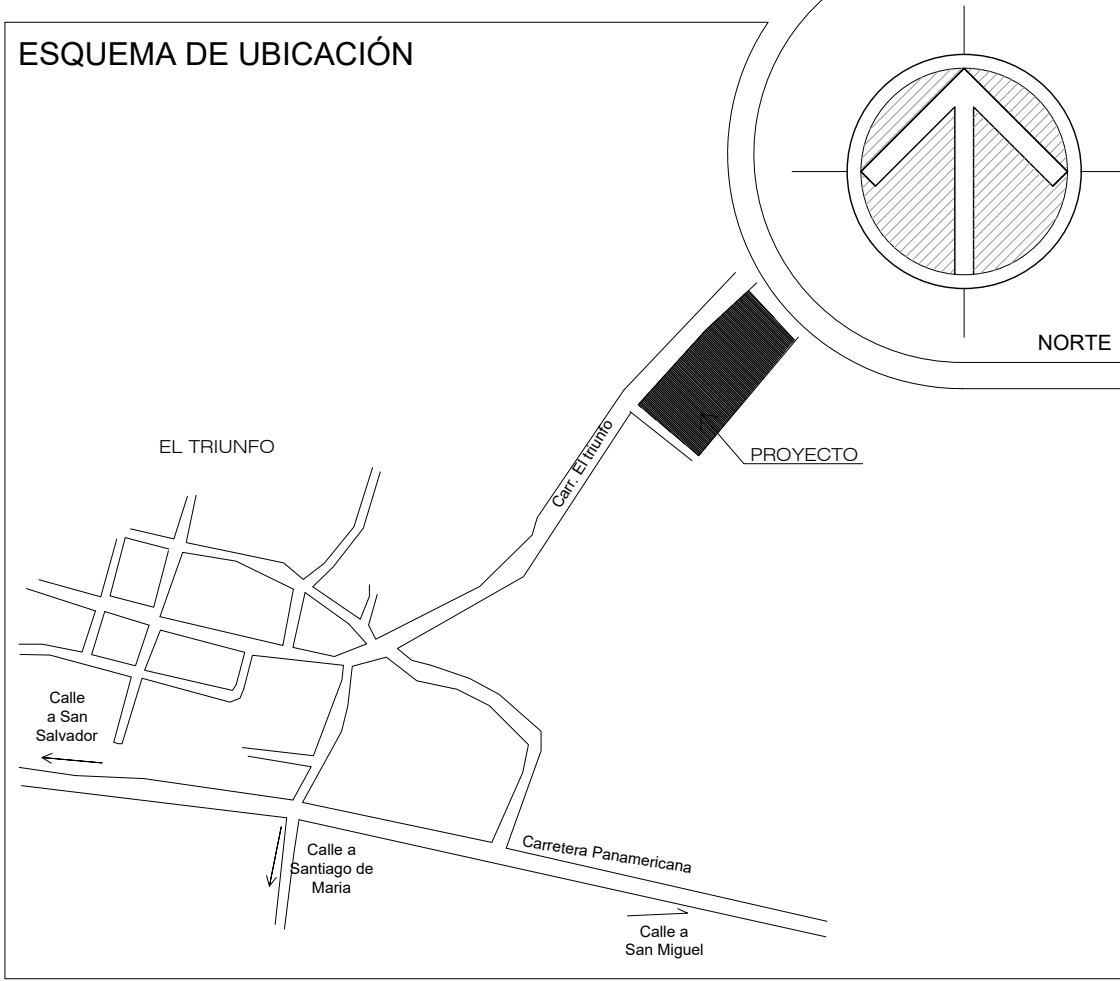 ESQUEMA DE UBICACIÓN
NORTE
EL TRIUNFO
Carr. El triunfo
PROYECTO
Calle
a San
Salvador
Calle a
Santiago de
Maria
Carretera Panamericana
Calle a
San Miguel